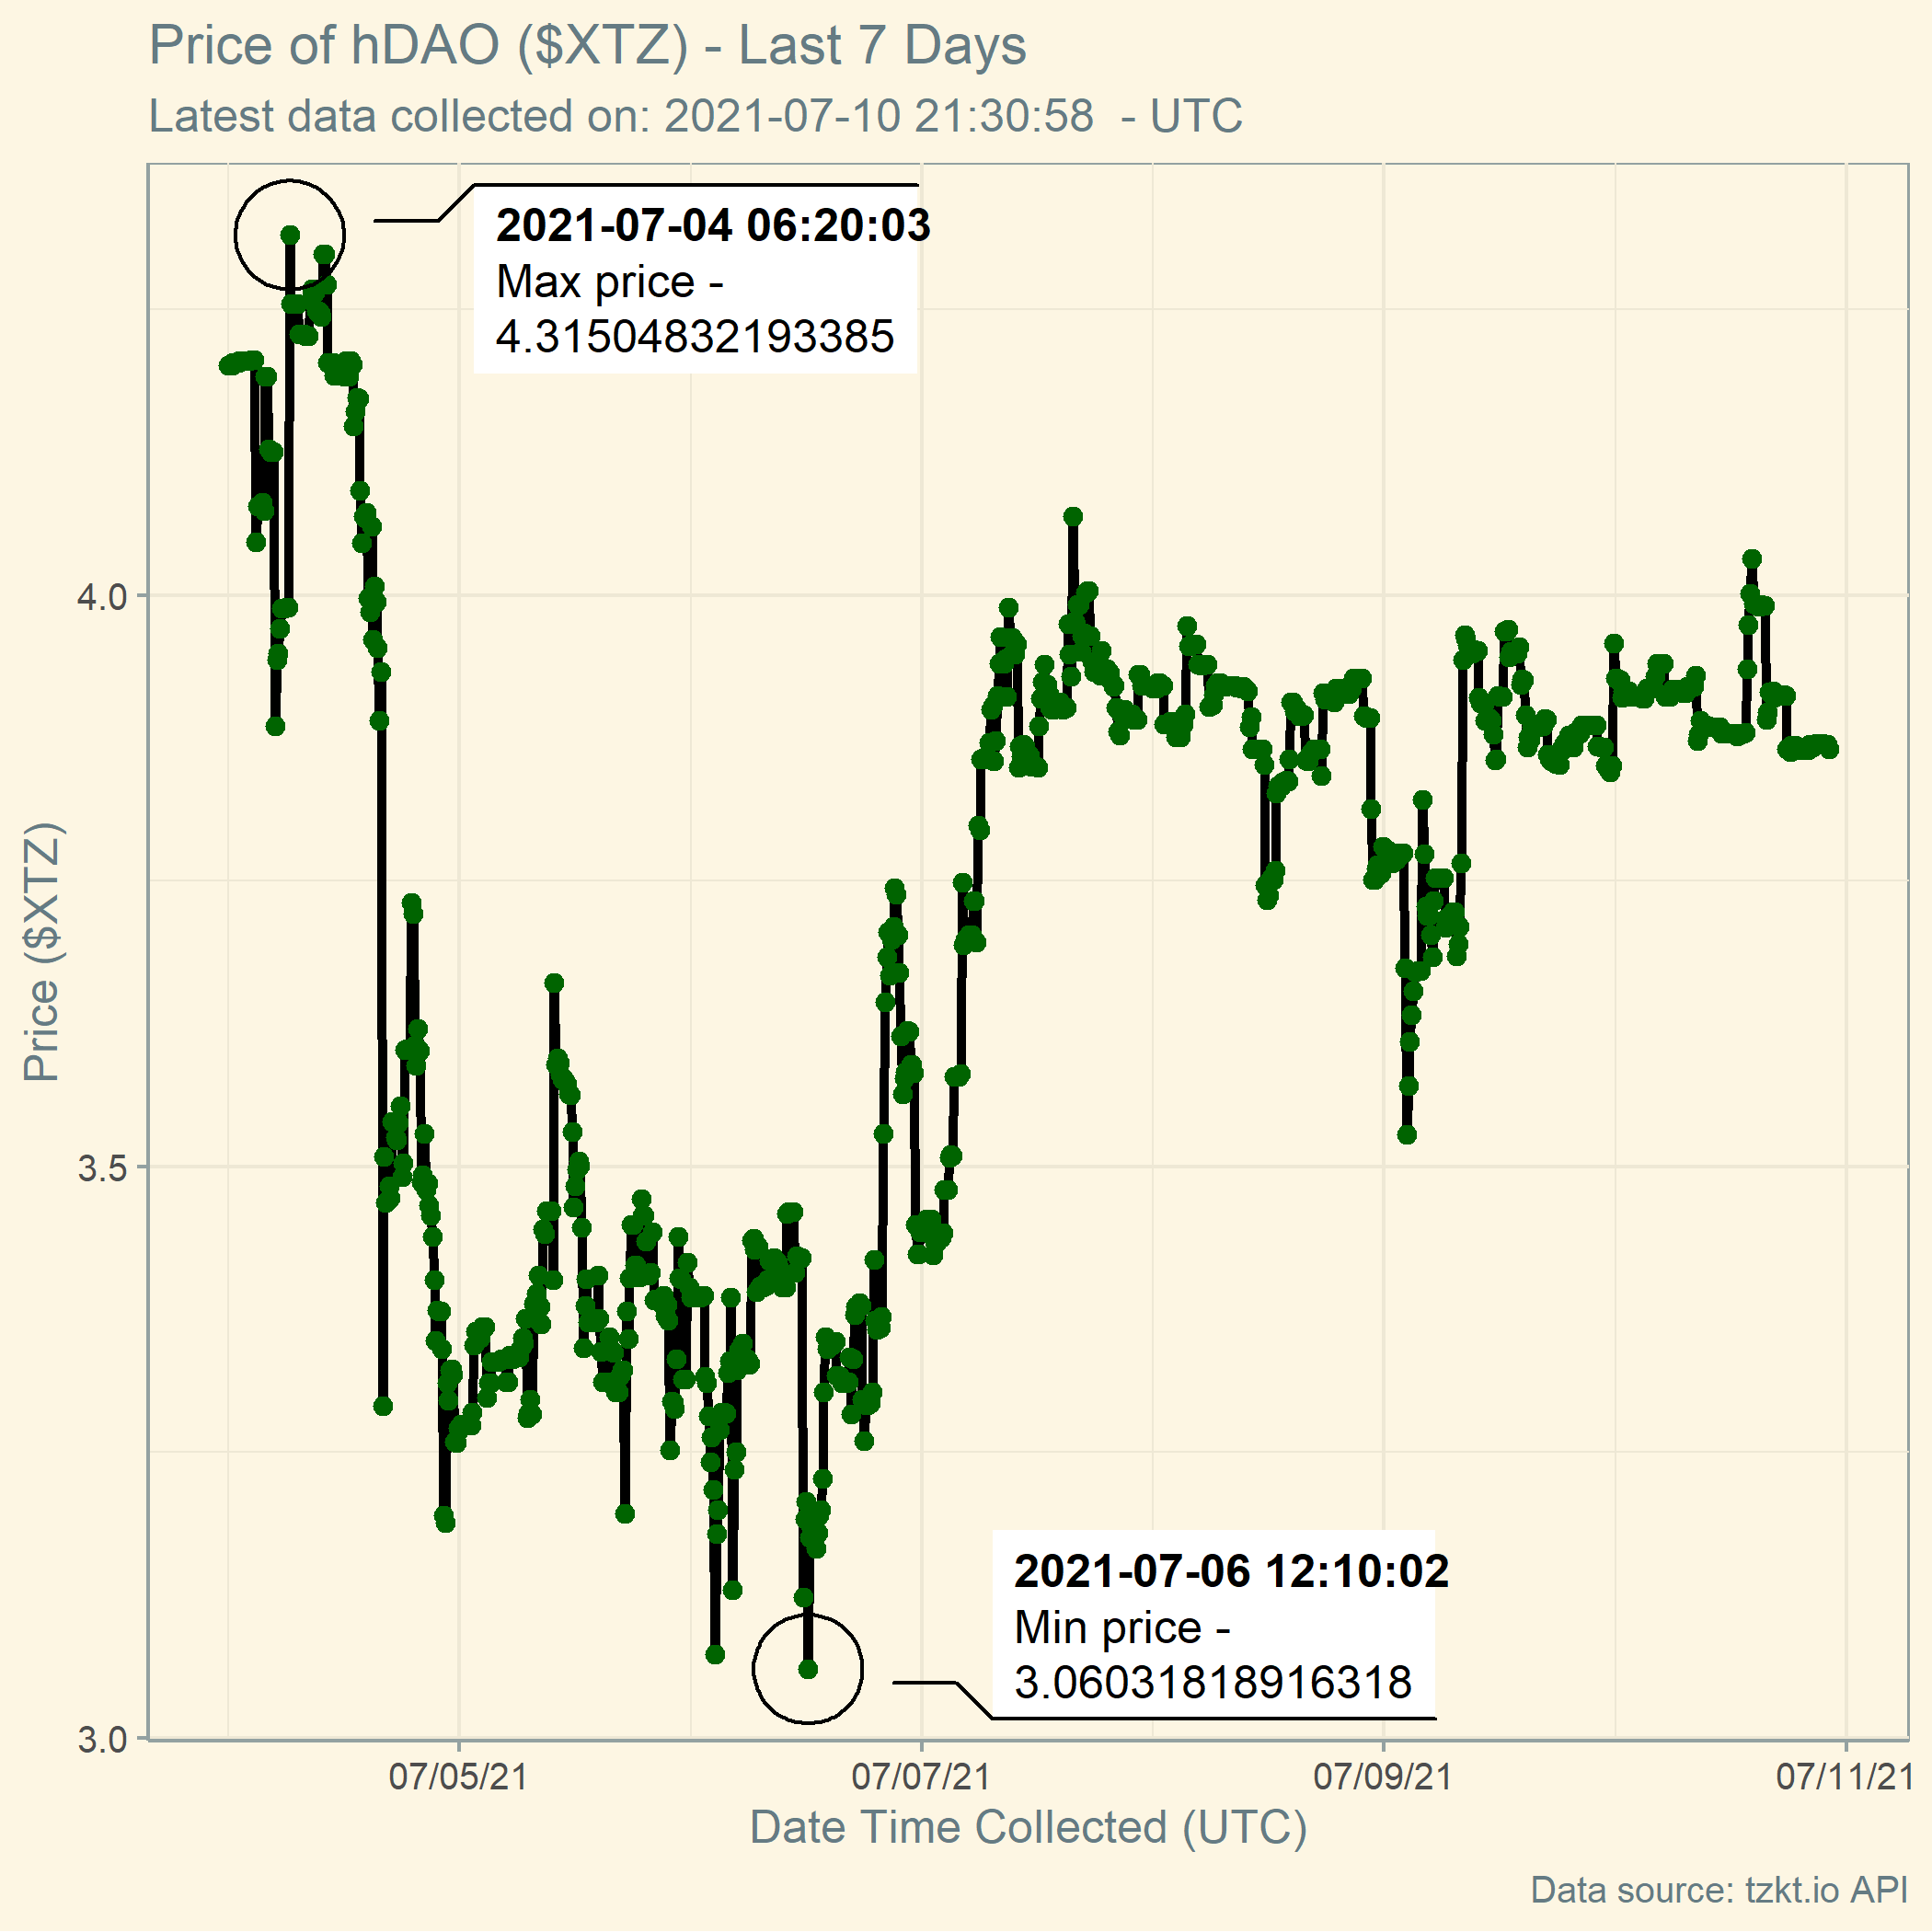 Price of hDAO ($XTZ) - Last 7 Days
Latest data collected on: 2021-07-10 21:30:58  - UTC
2021-07-04 06:20:03
Max price -
4.31504832193385
4.0
3.5
3.0
Price ($XTZ)
2021-07-06 12:10:02
Min price -
3.06031818916318
07/05/21
07/07/21
07/09/21
07/11/21
Date Time Collected (UTC)
Data source: tzkt.io API